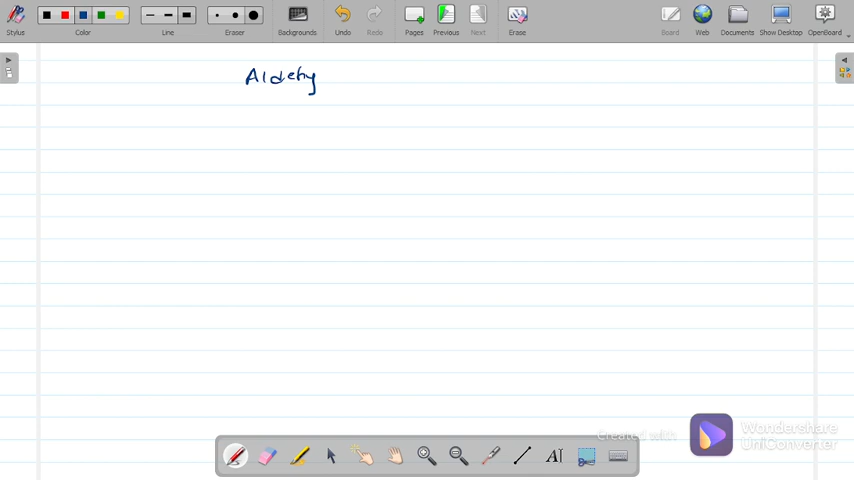 Stylus Color Line Eraser Backgrounds Undo Redo Pages Previous Next Erase Board Web Documents Show Desktop OpenBoard
Aldehy
Created with Wondershare
UniConverter